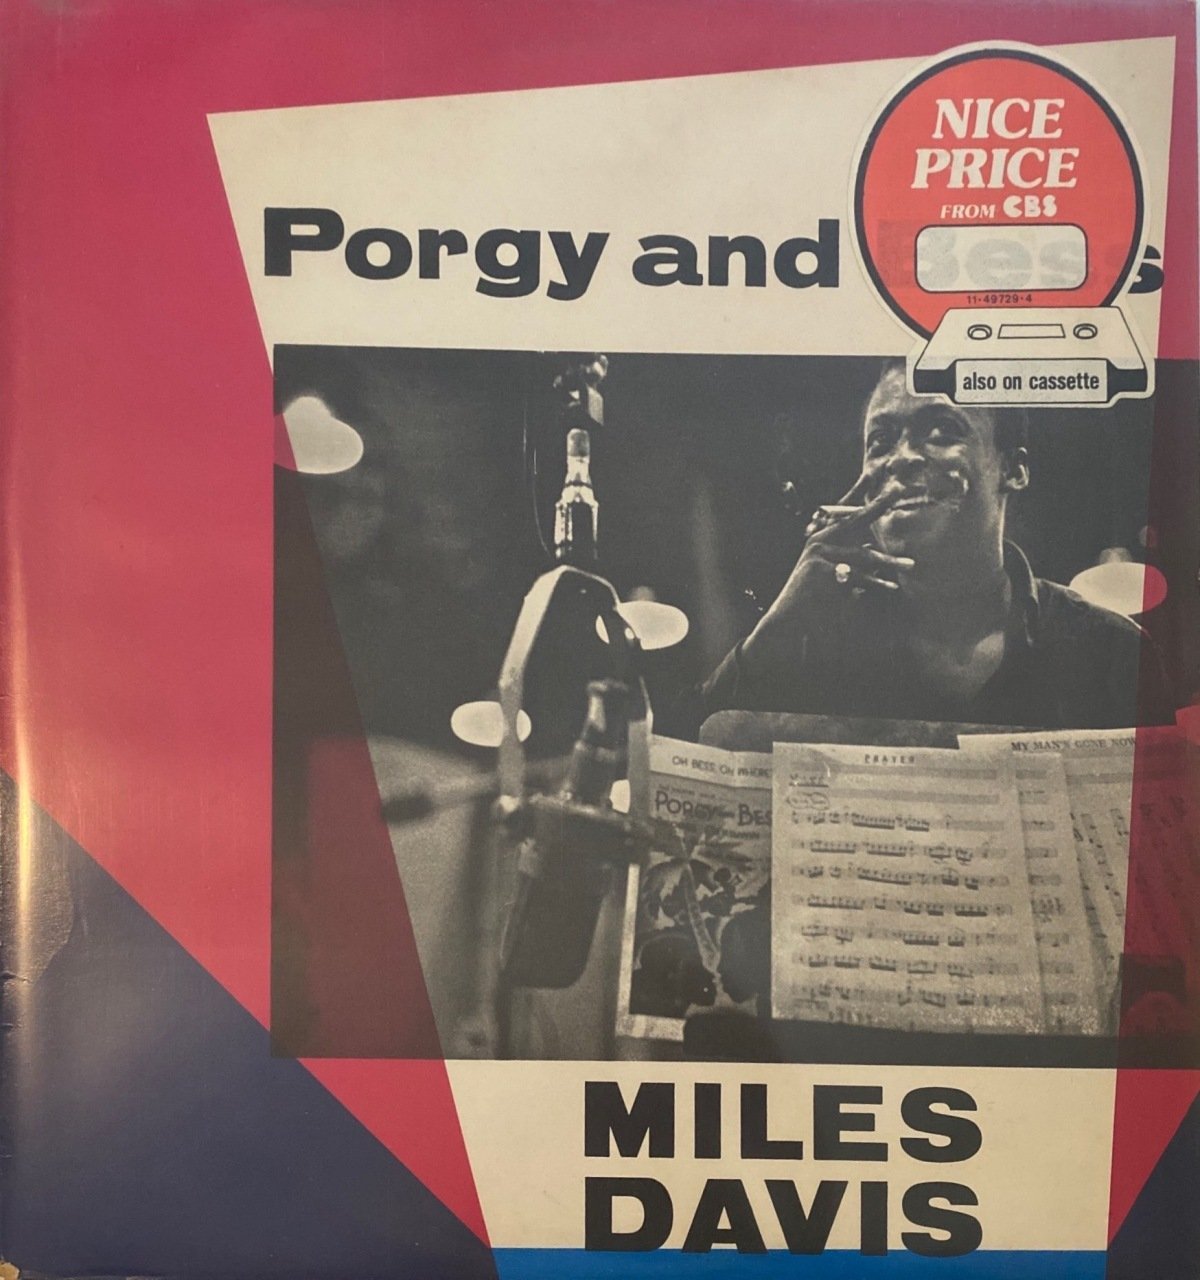 NICE
PRICE
FROM CBS
Porgy and Bess
11-49729-4
also on cassette
MY MAN'S GONE NOW
PRAYER
OH BESS, OH WHERE'
PORGY AND BES
MILES
DAVIS